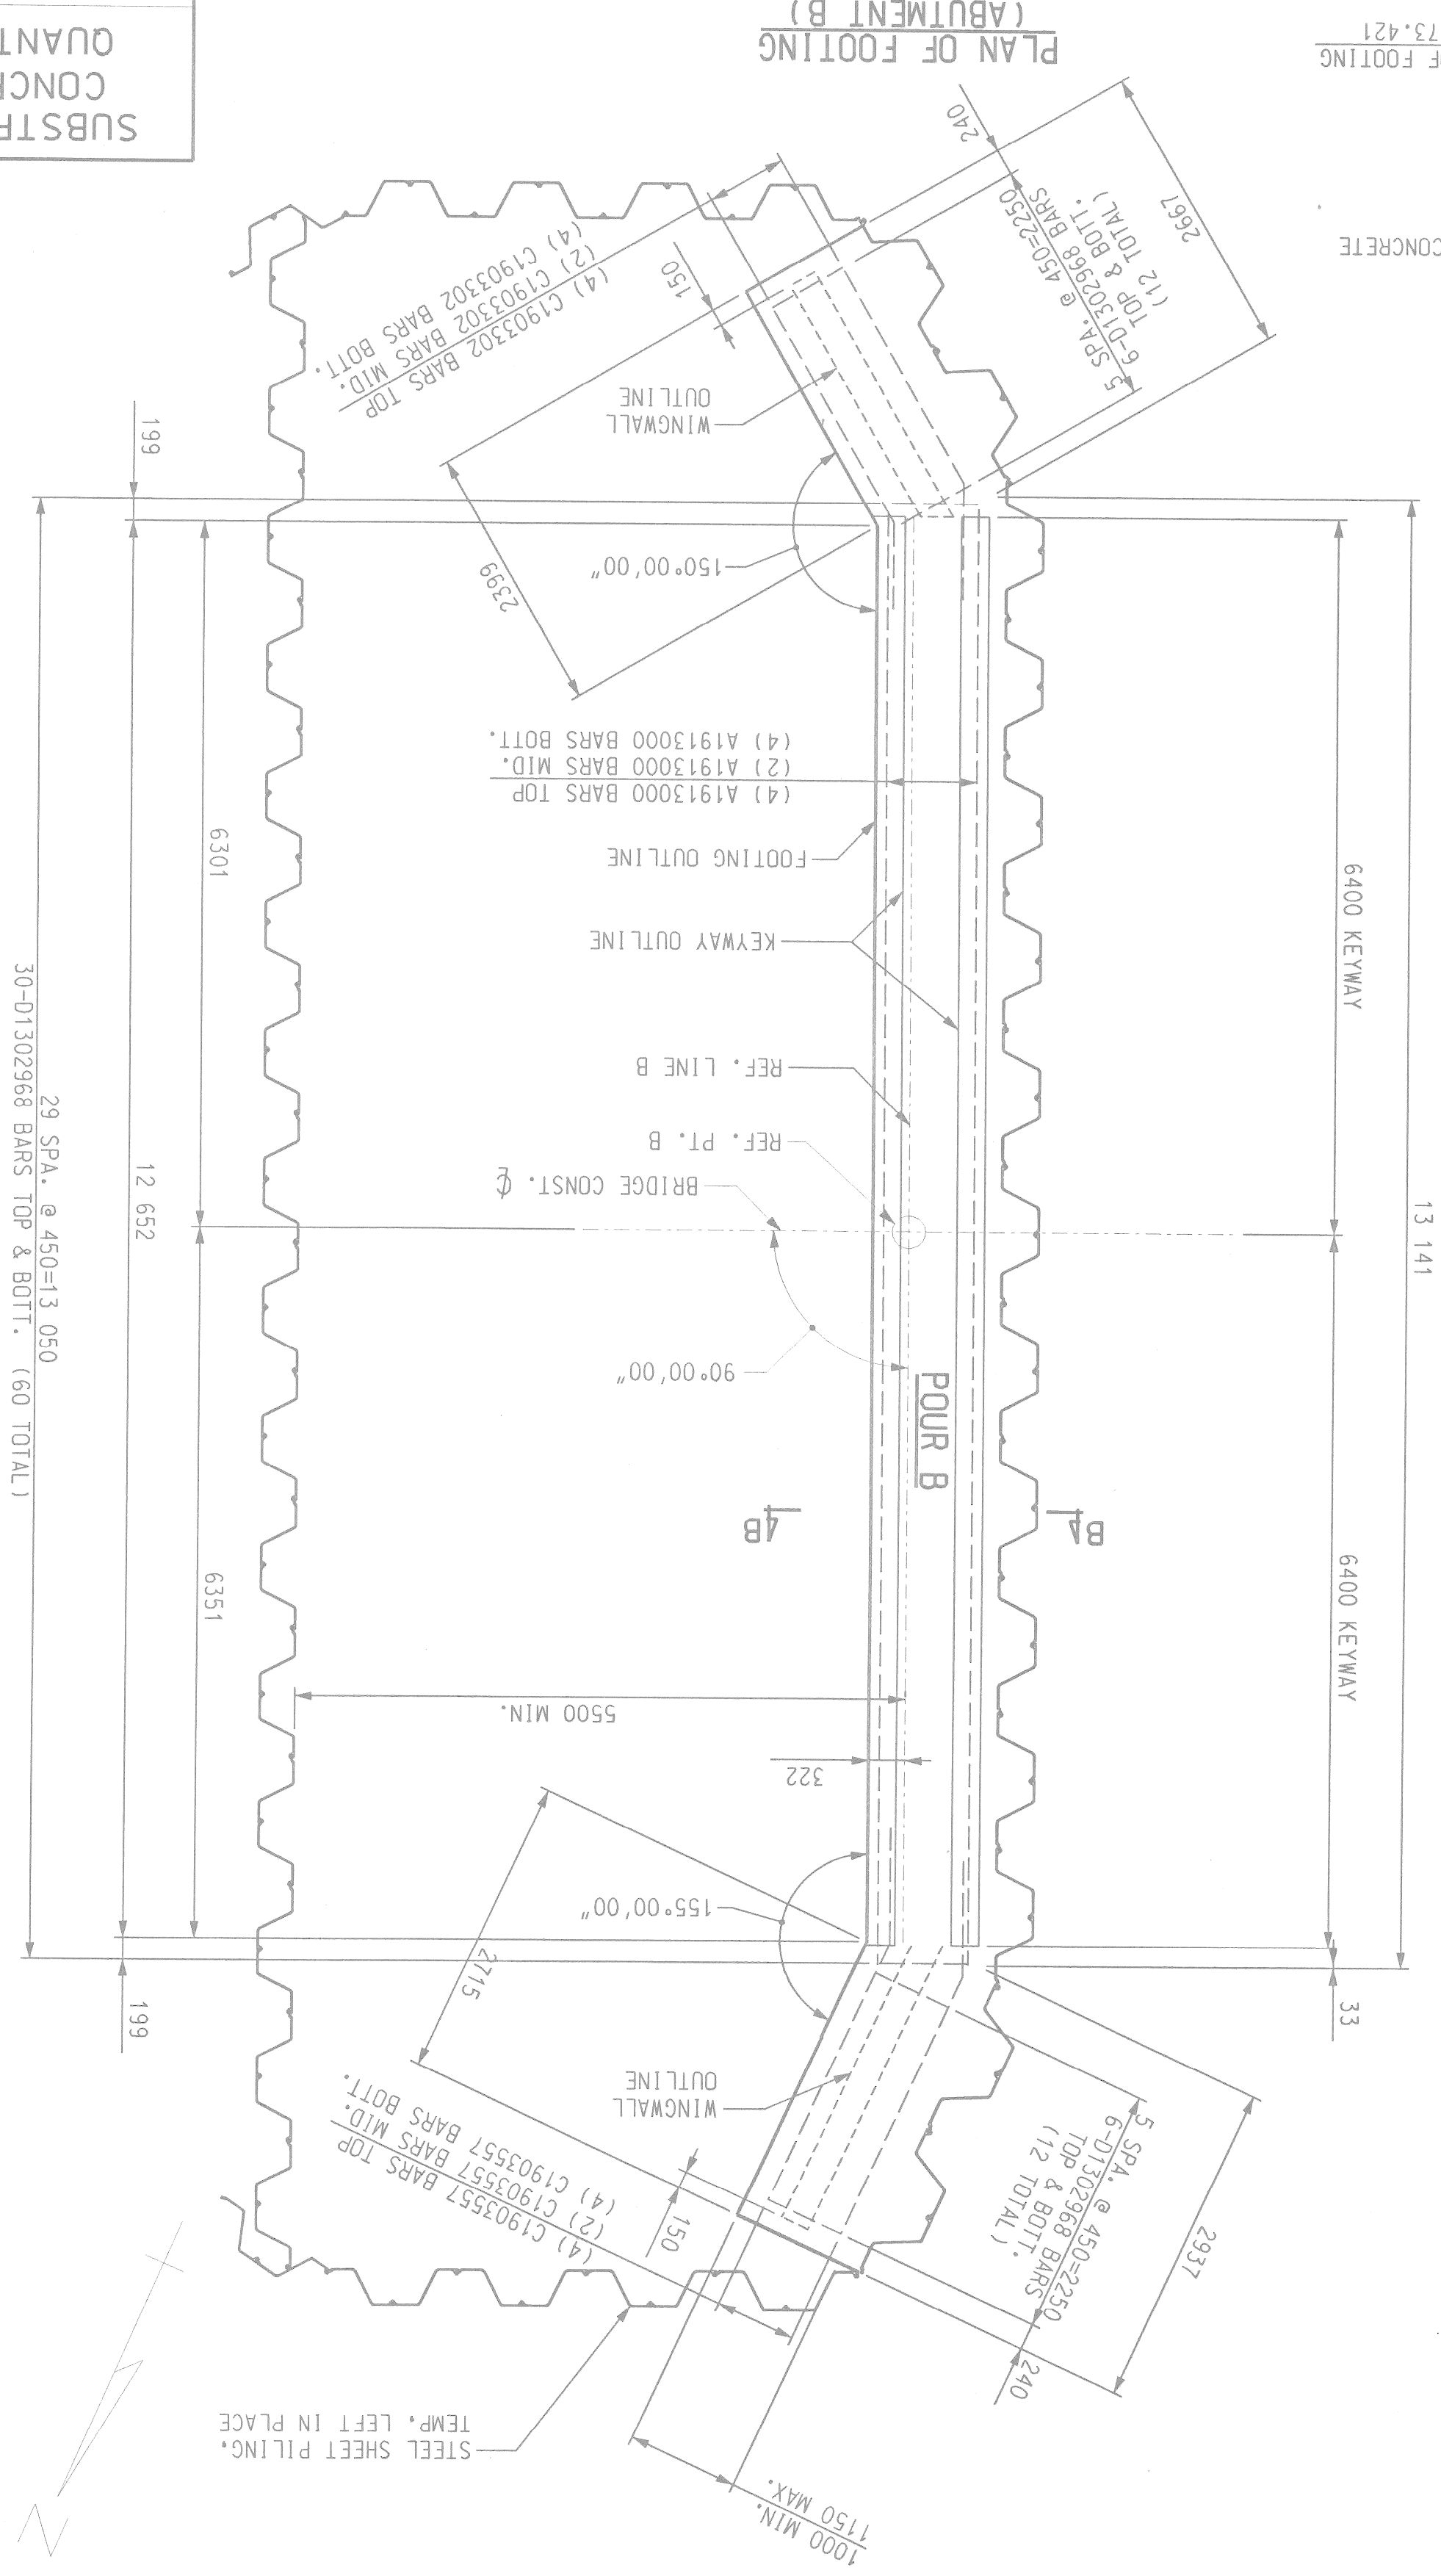 STEEL SHEET PILING.
TEMP. LEFT IN PLACE
1000 MIN.
1150 MAX.
240
2937
5 SPA. @ 450=2250
6-D1302968 BARS
TOP & BOTT.
(12 TOTAL)
150
(4) C1903557 BARS TOP
(2) C1903557 BARS MID.
(4) C1903557 BARS BOTT.
WINGWALL
OUTLINE
33
199
2715
155°00'00"
322
5500 MIN.
6400 KEYWAY
6351
B
B
POUR B
90°00'00"
13 141
12 652
29 SPA. @ 450=13 050
30-D1302968 BARS TOP & BOTT. (60 TOTAL)
BRIDGE CONST. ℄
REF. PT. B
REF. LINE B
KEYWAY OUTLINE
6400 KEYWAY
6301
FOOTING OUTLINE
(4) A1913000 BARS TOP
(2) A1913000 BARS MID.
(4) A1913000 BARS BOTT.
2399
150°00'00"
199
WINGWALL
OUTLINE
(4) C1903302 BARS TOP
(2) C1903302 BARS MID.
(4) C1903302 BARS BOTT.
150
5 SPA. @ 450=2250
6-D1302968 BARS
TOP & BOTT.
(12 TOTAL)
2667
240
CONCRETE
F FOOTING
73.421
PLAN OF FOOTING
(ABUTMENT B)
SUBSTR
CONCR
QUANT
N